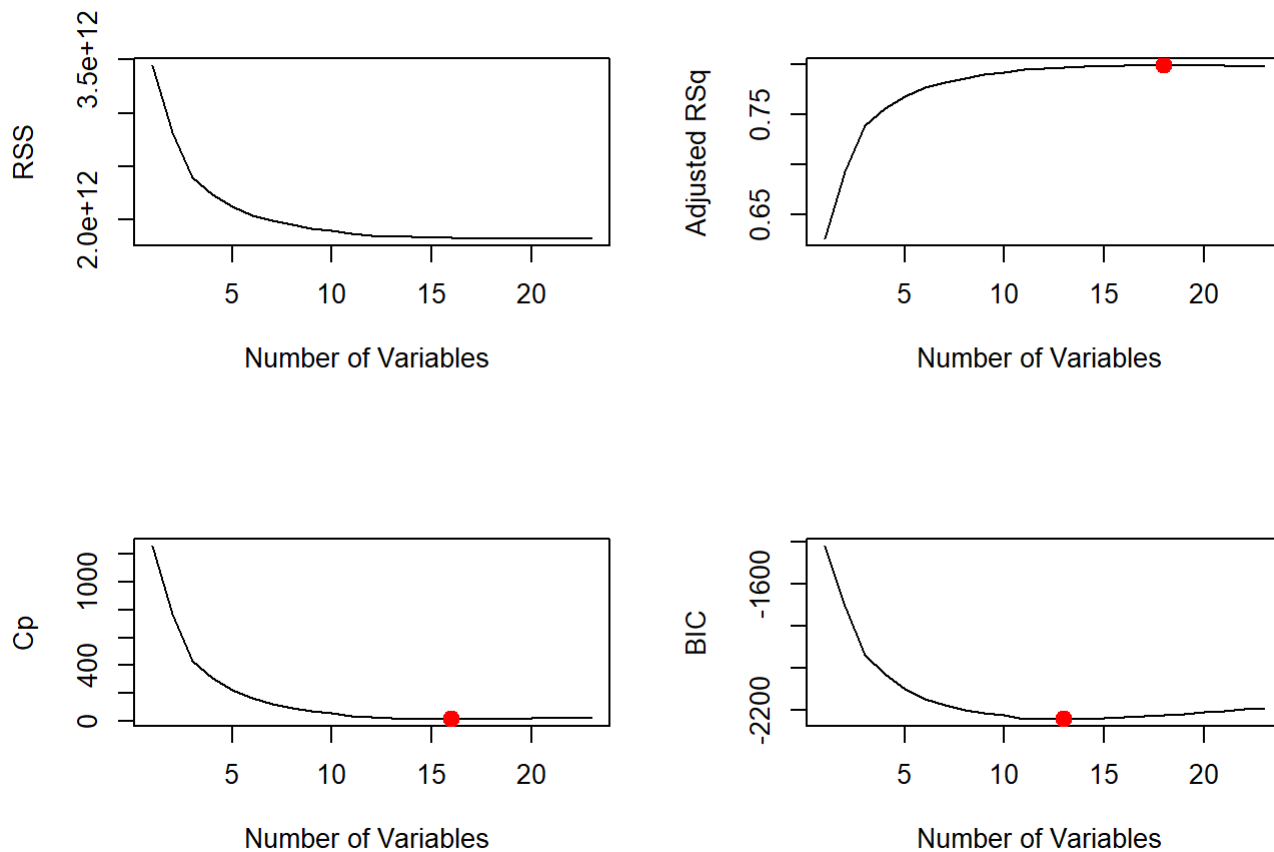 RSS
3.5e+12
2.0e+12
5 10 15 20
Number of Variables
Adjusted RSq
0.75
0.65
5 10 15 20
Number of Variables
Cp
1000
400
0
5 10 15 20
Number of Variables
BIC
-1600
-2200
5 10 15 20
Number of Variables